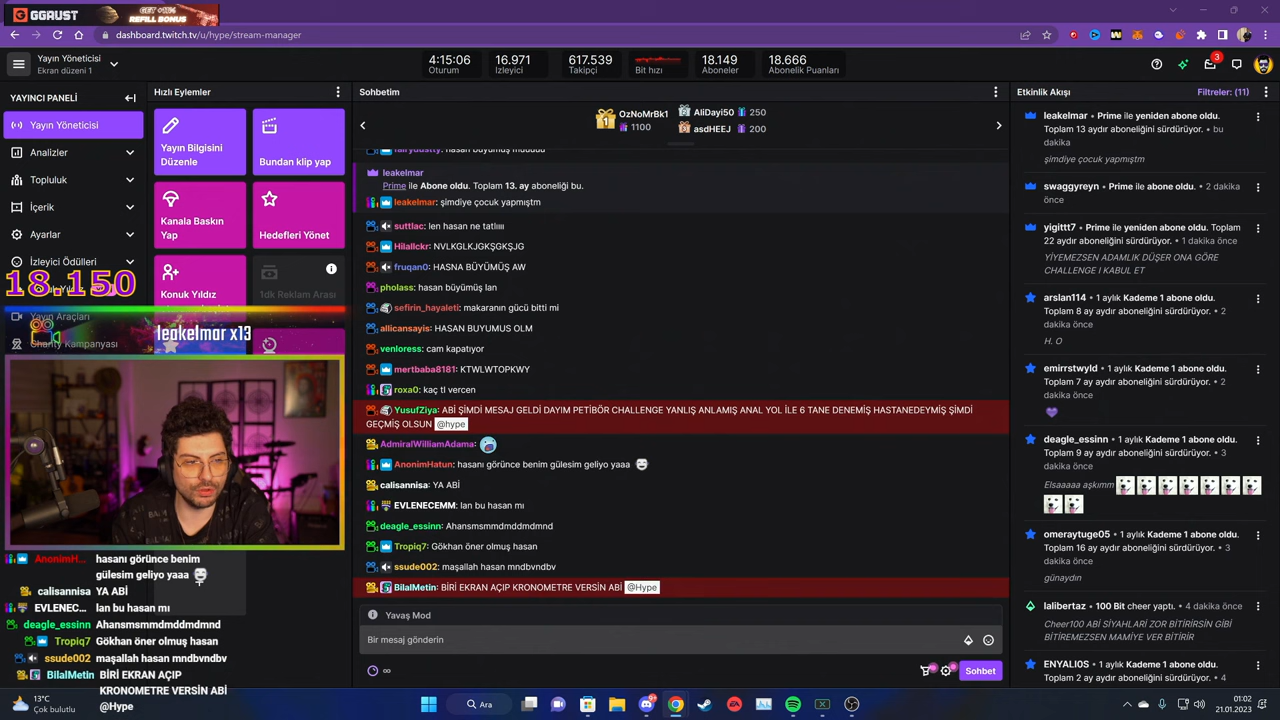 GGRUST
GET +11%
REFILL BONUS
dashboard.twitch.tv/u/hype/stream-manager
Yayın Yöneticisi
Ekran düzeni 1
4:15:06
Oturum
16.971
İzleyici
617.539
Takipçi
Bit hızı
18.149
Aboneler
18.666
Abonelik Puanları
3
YAYINCI PANELİ
Yayın Yöneticisi
Analizler
Topluluk
İçerik
Ayarlar
İzleyici Ödülleri
18.150
Yayın Araçları
Charity Kampanyası
leakelmar x13
Hızlı Eylemler
Yayın Bilgisini
Düzenle
Bundan klip yap
Kanala Baskın
Yap
Hedefleri Yönet
Konuk Yıldız
1dk Reklam Arası
AnonimH... hasanı görünce benim
gülesim geliyo yaaa
calisannisa YA ABİ
EVLENECE... lan bu hasan mı
deagle_essinn Ahansmsmmdmddmdmnd
Tropiq7 Gökhan öner olmuş hasan
ssude002 maşallah hasan mndbvndbv
BilalMetin BİRİ EKRAN AÇIP
KRONOMETRE VERSİN ABİ
@Hype
Sohbetim
1
OzNoMrBk1
1100
AliDayi50 250
asdHEEJ 200
leakelmar
Prime ile Abone oldu. Toplam 13. ay aboneliği bu.
leakelmar: şimdiye çocuk yapmıştm
suttlac: len hasan ne tatlıııı
Hilallckr: NVLKGLKJGKŞGKŞJG
fruqan0: HASNA BÜYÜMÜŞ AW
pholass: hasan büyümüş lan
sefirin_hayaleti: makaranın gücü bitti mi
allicansayis: HASAN BUYUMUS OLM
venloress: cam kapatıyor
mertbaba8181: KTWLWTOPKWY
roxa0: kaç tl vercen
YusufZiya: ABİ ŞİMDİ MESAJ GELDİ DAYIM PETİBÖR CHALLENGE YANLIŞ ANLAMIŞ ANAL YOL İLE 6 TANE DENEMİŞ HASTANEDEYMİŞ ŞİMDİ
GEÇMİŞ OLSUN @hype
AdmiralWilliamAdama:
AnonimHatun: hasanı görünce benim gülesim geliyo yaaa
calisannisa: YA ABİ
EVLENECEMM: lan bu hasan mı
deagle_essinn: Ahansmsmmdmddmdmnd
Tropiq7: Gökhan öner olmuş hasan
ssude002: maşallah hasan mndbvndbv
BilalMetin: BİRİ EKRAN AÇIP KRONOMETRE VERSİN ABİ @Hype
Yavaş Mod
Bir mesaj gönderin
∞
Sohbet
Etkinlik Akışı
Filtreler: (11)
leakelmar • Prime ile yeniden abone oldu.
Toplam 13 aydır aboneliğini sürdürüyor. • bu
dakika
şimdiye çocuk yapmıştm
swaggyreyn • Prime ile abone oldu. • 2 dakika
önce
yigittt7 • Prime ile yeniden abone oldu. Toplam
22 aydır aboneliğini sürdürüyor. • 1 dakika önce
YİYEMEZSEN ADAMLIK DÜŞER ONA GÖRE
CHALLENGE I KABUL ET
arslan114 • 1 aylık Kademe 1 abone oldu.
Toplam 8 ay aydır aboneliğini sürdürüyor. • 2
dakika önce
H. O
emirrstwyld • 1 aylık Kademe 1 abone oldu.
Toplam 7 ay aydır aboneliğini sürdürüyor. • 2
dakika önce
deagle_essinn • 1 aylık Kademe 1 abone oldu.
Toplam 9 ay aydır aboneliğini sürdürüyor. • 3
dakika önce
Elsaaaaa aşkımm
omeraytuge05 • 1 aylık Kademe 1 abone oldu.
Toplam 16 ay aydır aboneliğini sürdürüyor. • 3
dakika önce
günaydın
lalibertaz • 100 Bit cheer yaptı. • 4 dakika önce
Cheer100 ABİ SİYAHLARİ ZOR BİTİRİRSİN GİBİ
BİTİREMEZSEN MAMİYE VER BİTİRİR
ENYALI0S • 1 aylık Kademe 1 abone oldu.
Toplam 2 ay aydır aboneliğini sürdürüyor. • 4
13°C
Çok bulutlu
Ara
01:02
21.01.2023